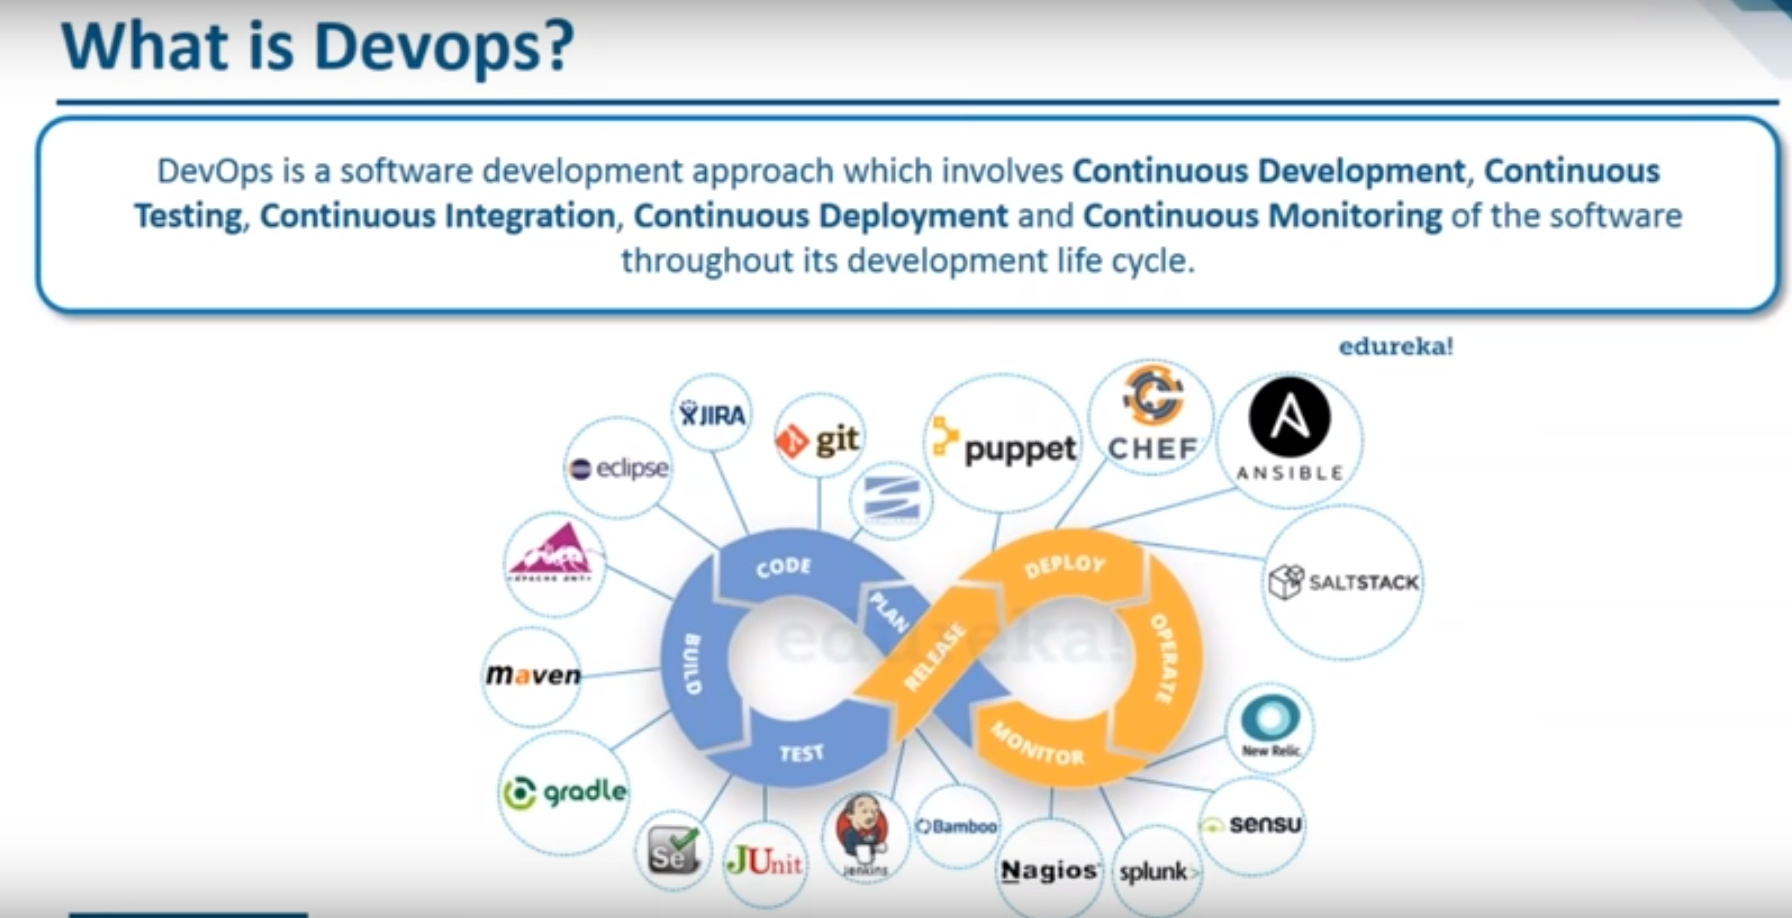 What is Devops?
DevOps is a software development approach which involves Continuous Development, Continuous
Testing, Continuous Integration, Continuous Deployment and Continuous Monitoring of the software
throughout its development life cycle.
edureka!
JIRA
git
puppet
CHEF
ANSIBLE
eclipse
APACHE ANT
SALTSTACK
maven
gradle
CODE
PLAN
BUILD
TEST
RELEASE
DEPLOY
OPERATE
MONITOR
edureka!
New Relic
sensu
Se
JUnit
Jenkins
Bamboo
Nagios
splunk>